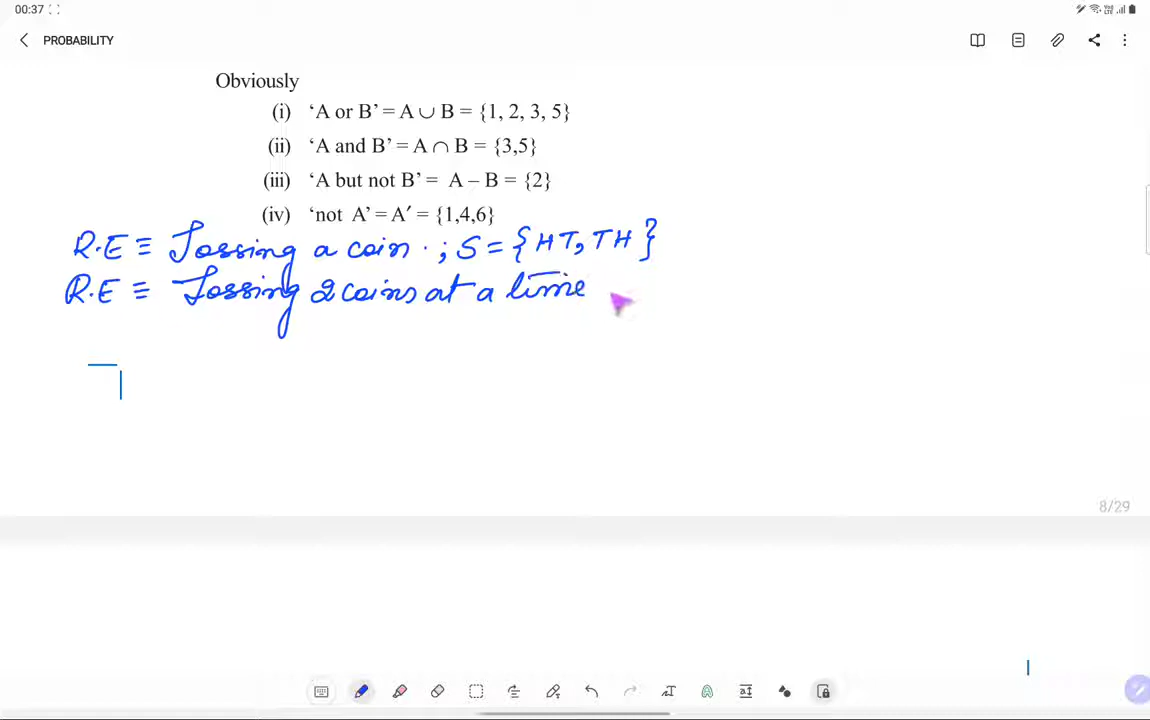 00:37
PROBABILITY
Obviously
(i) ‘A or B’ = A ∪ B = {1, 2, 3, 5}
(ii) ‘A and B’ = A ∩ B = {3,5}
(iii) ‘A but not B’ = A – B = {2}
(iv) ‘not A’ = A′ = {1,4,6}
R.E ≡ Tossing a coin . ; S = {HT, TH}
R.E ≡ Tossing 2 coins at a time
8/29